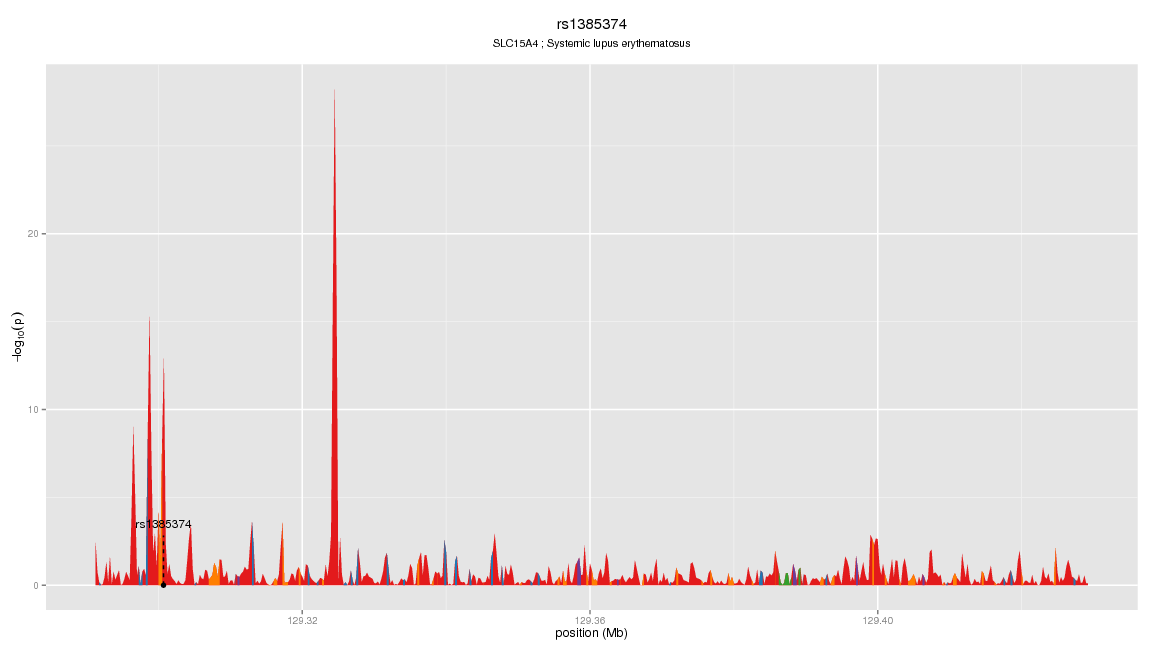 rs1385374
SLC15A4 ; Systemic lupus erythematosus
−log10(p)
20
10
0
rs1385374
129.32
129.36
129.40
position (Mb)